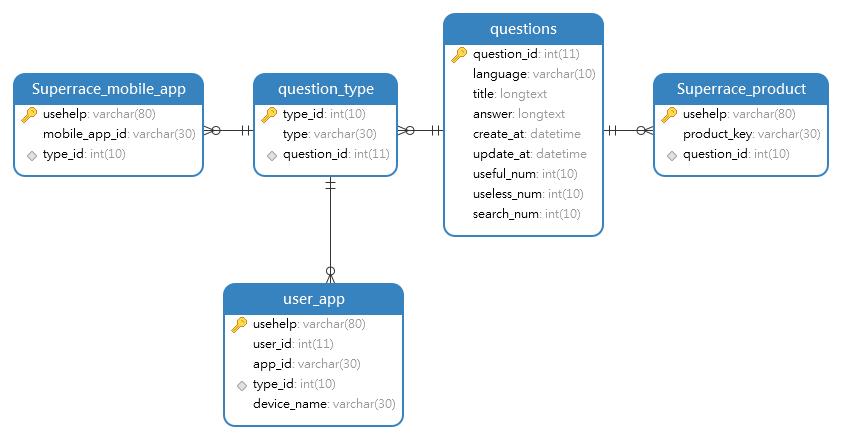 Superrace_mobile_app
usehelp: varchar(80)
mobile_app_id: varchar(30)
type_id: int(10)
question_type
type_id: int(10)
type: varchar(30)
question_id: int(11)
questions
question_id: int(11)
language: varchar(10)
title: longtext
answer: longtext
create_at: datetime
update_at: datetime
useful_num: int(10)
useless_num: int(10)
search_num: int(10)
Superrace_product
usehelp: varchar(80)
product_key: varchar(30)
question_id: int(10)
user_app
usehelp: varchar(80)
user_id: int(11)
app_id: varchar(30)
type_id: int(10)
device_name: varchar(30)